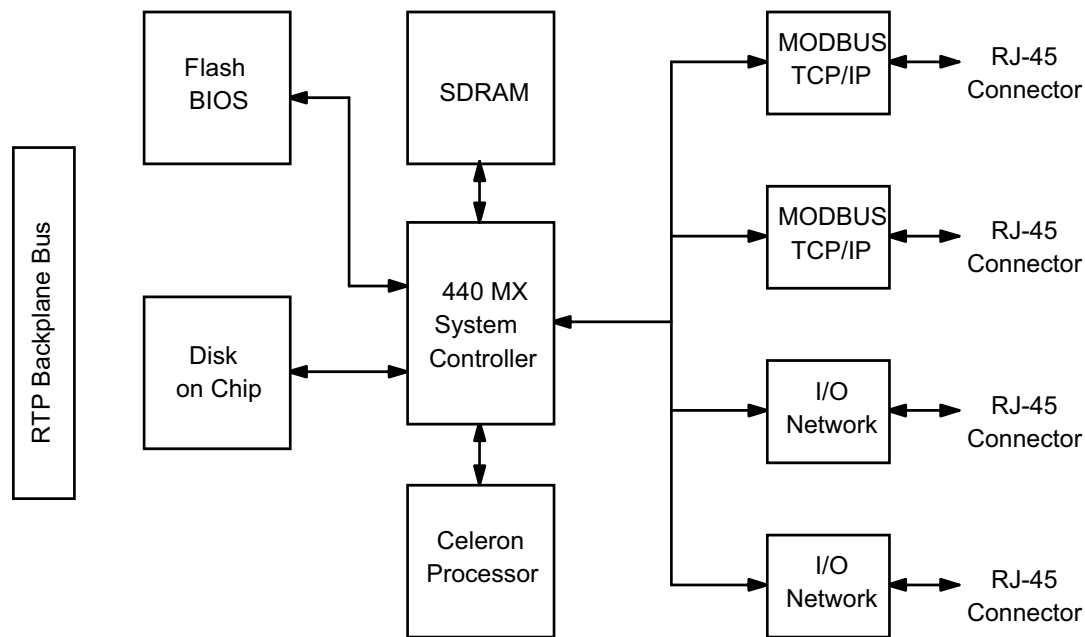 RTP Backplane Bus
Flash
BIOS
Disk
on Chip
SDRAM
440 MX
System
Controller
Celeron
Processor
MODBUS
TCP/IP
RJ-45
Connector
MODBUS
TCP/IP
RJ-45
Connector
I/O
Network
RJ-45
Connector
I/O
Network
RJ-45
Connector